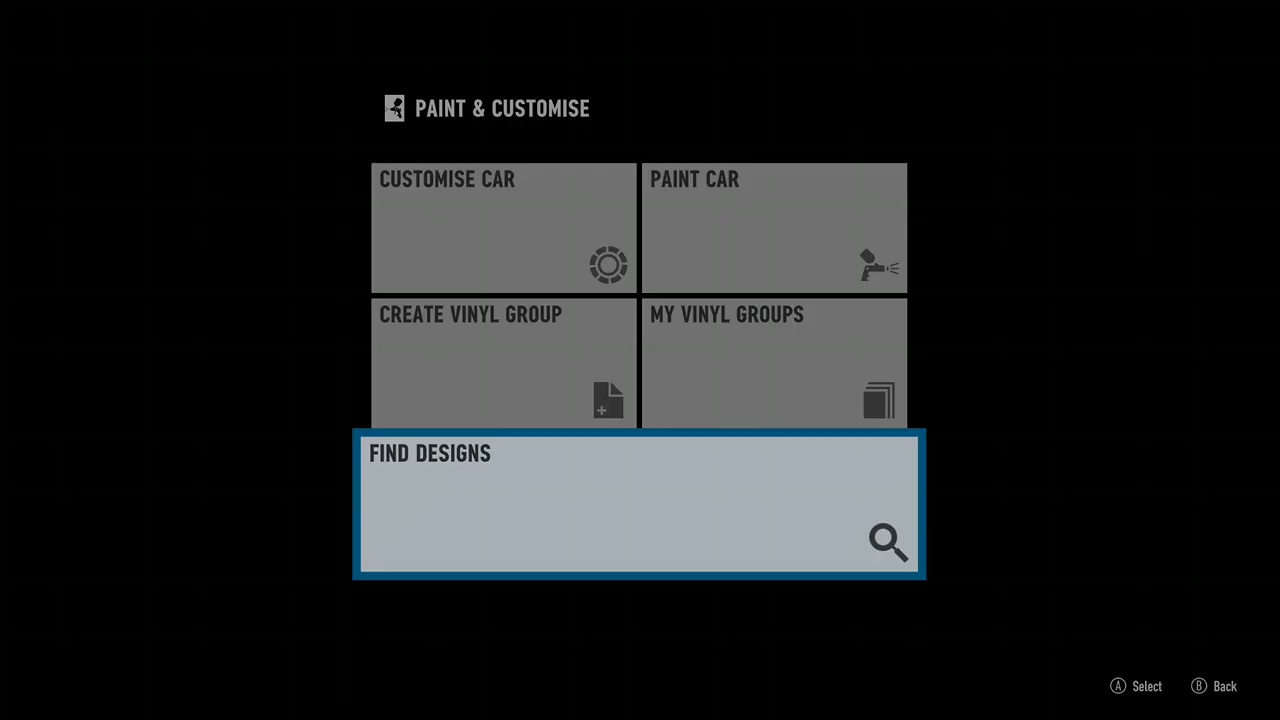 PAINT & CUSTOMISE
CUSTOMISE CAR
PAINT CAR
CREATE VINYL GROUP
MY VINYL GROUPS
FIND DESIGNS
A Select
B Back